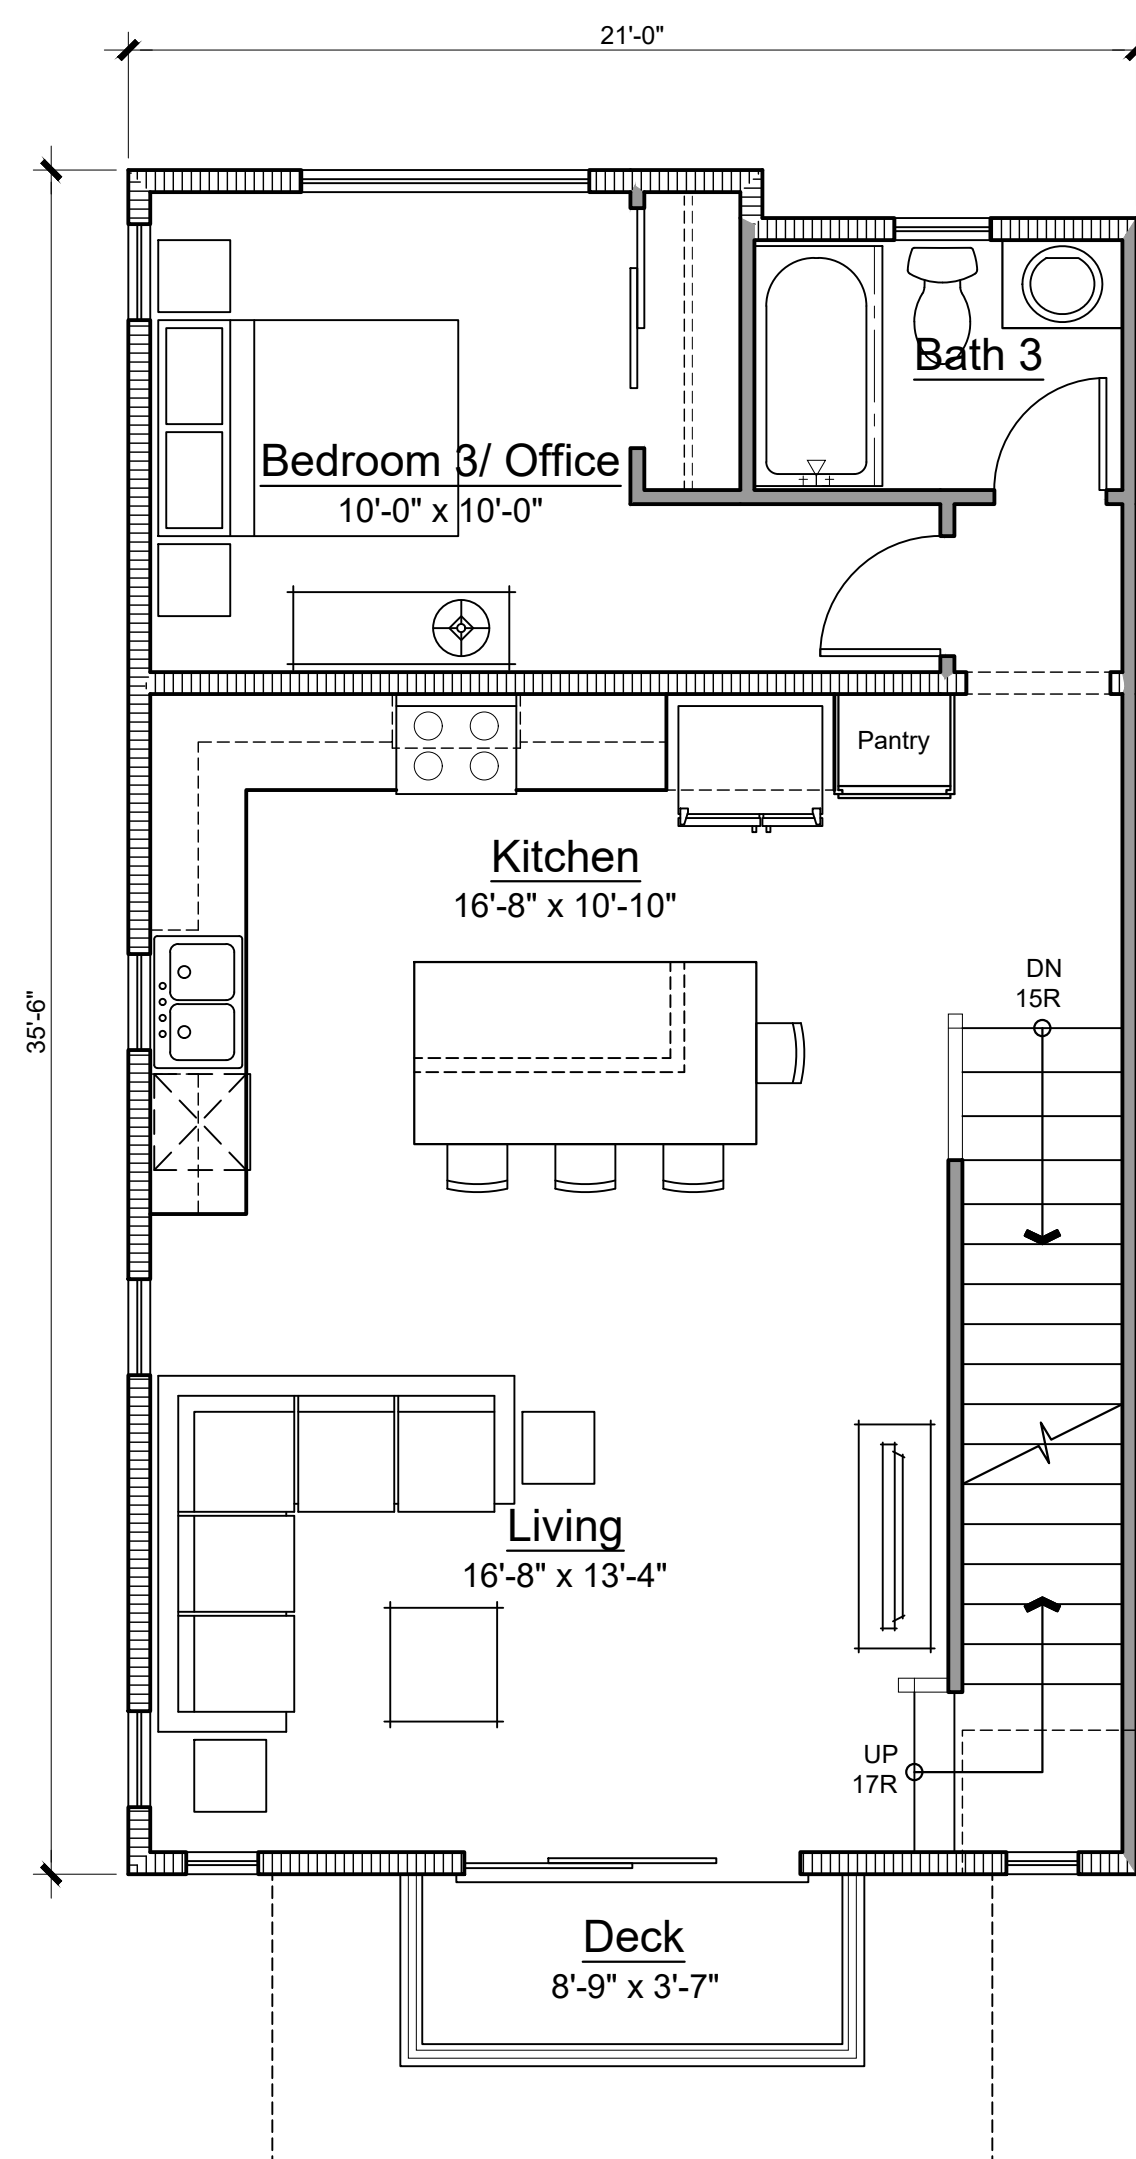 21'-0"
Bath 3
Bedroom 3/ Office
10'-0" x 10'-0"
Pantry
Kitchen
16'-8" x 10'-10"
DN
15R
35'-6"
Living
16'-8" x 13'-4"
UP
17R
Deck
8'-9" x 3'-7"